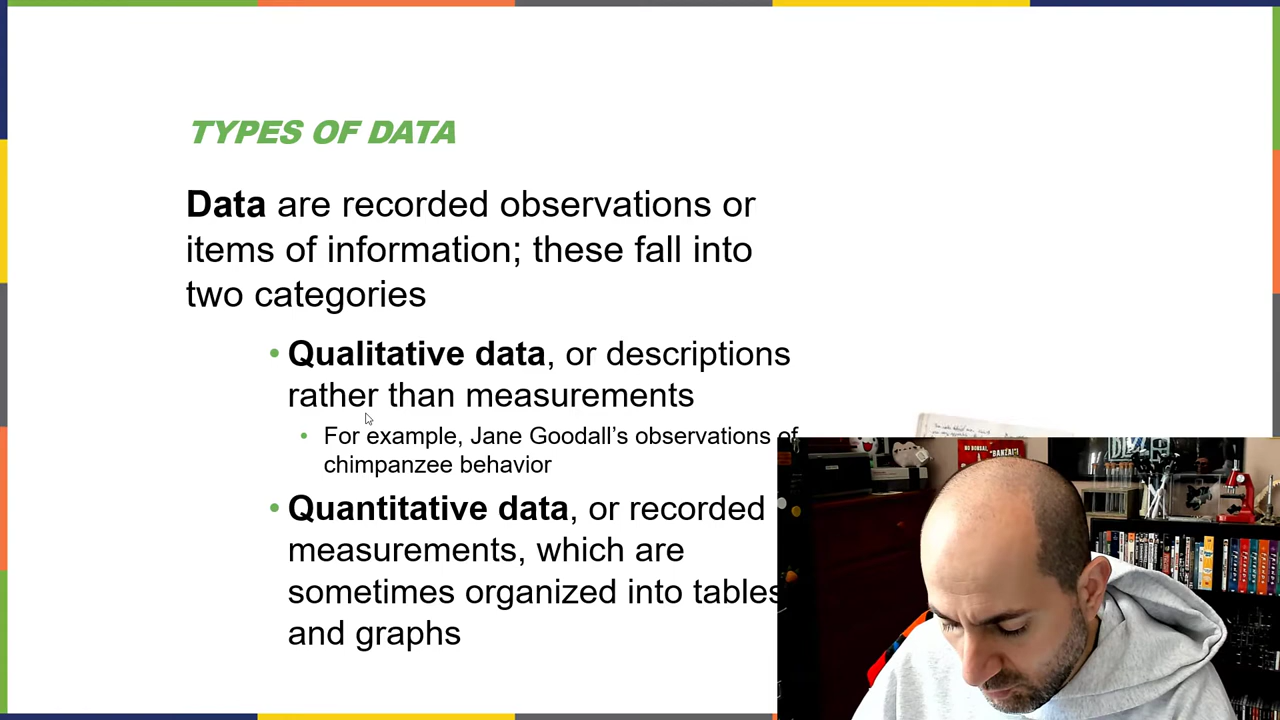 TYPES OF DATA
Data are recorded observations or
items of information; these fall into
two categories
• Qualitative data, or descriptions
rather than measurements
• For example, Jane Goodall’s observations of
chimpanzee behavior
• Quantitative data, or recorded
measurements, which are
sometimes organized into tables
and graphs
"BANZAI!"
FRIENDS